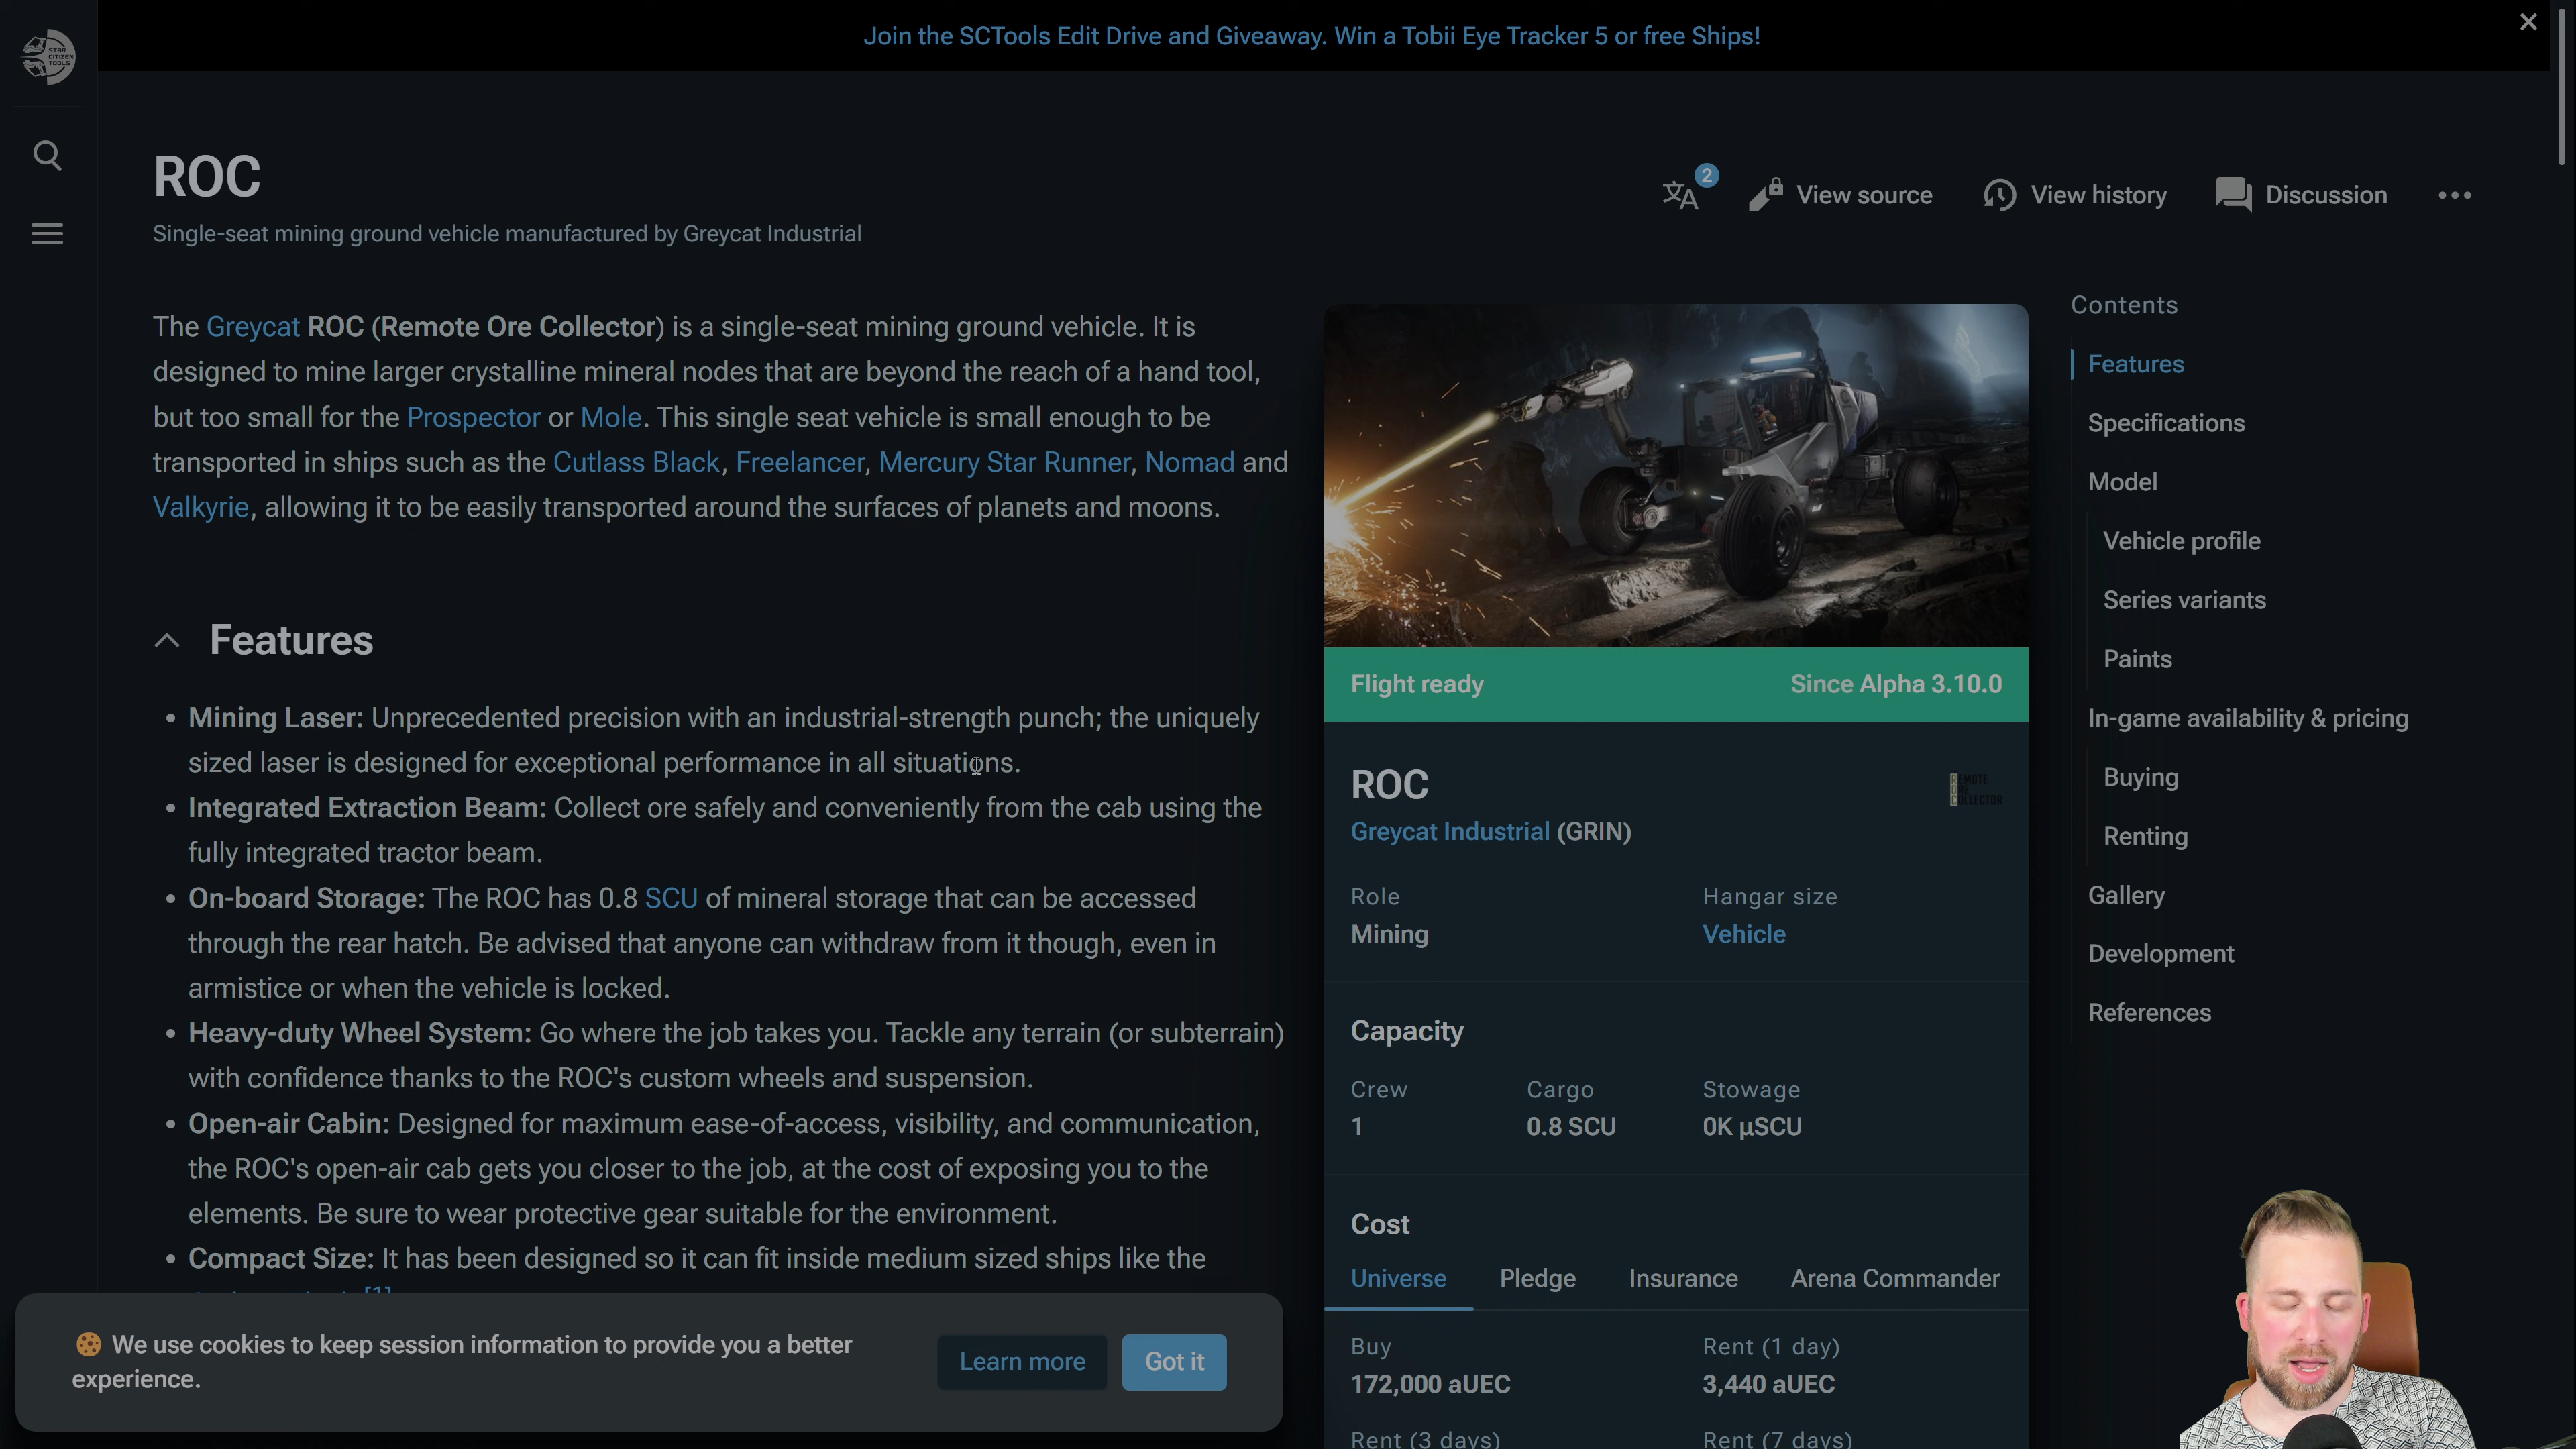 Join the SCTools Edit Drive and Giveaway. Win a Tobii Eye Tracker 5 or free Ships!
STAR
CITIZEN
TOOLS
ROC
Single-seat mining ground vehicle manufactured by Greycat Industrial
文A
2
View source
View history
Discussion
The Greycat ROC (Remote Ore Collector) is a single-seat mining ground vehicle. It is
designed to mine larger crystalline mineral nodes that are beyond the reach of a hand tool,
but too small for the Prospector or Mole. This single seat vehicle is small enough to be
transported in ships such as the Cutlass Black, Freelancer, Mercury Star Runner, Nomad and
Valkyrie, allowing it to be easily transported around the surfaces of planets and moons.
Features
• Mining Laser: Unprecedented precision with an industrial-strength punch; the uniquely
sized laser is designed for exceptional performance in all situations.
• Integrated Extraction Beam: Collect ore safely and conveniently from the cab using the
fully integrated tractor beam.
• On-board Storage: The ROC has 0.8 SCU of mineral storage that can be accessed
through the rear hatch. Be advised that anyone can withdraw from it though, even in
armistice or when the vehicle is locked.
• Heavy-duty Wheel System: Go where the job takes you. Tackle any terrain (or subterrain)
with confidence thanks to the ROC's custom wheels and suspension.
• Open-air Cabin: Designed for maximum ease-of-access, visibility, and communication,
the ROC's open-air cab gets you closer to the job, at the cost of exposing you to the
elements. Be sure to wear protective gear suitable for the environment.
• Compact Size: It has been designed so it can fit inside medium sized ships like the
[1]
🍪 We use cookies to keep session information to provide you a better
experience.
Learn more
Got it
Flight ready
Since Alpha 3.10.0
ROC
REMOTE
ORE
COLLECTOR
Greycat Industrial (GRIN)
Role
Hangar size
Mining
Vehicle
Capacity
Crew
Cargo
Stowage
1
0.8 SCU
0K µSCU
Cost
Universe
Pledge
Insurance
Arena Commander
Buy
Rent (1 day)
172,000 aUEC
3,440 aUEC
Rent (3 days)
Rent (7 days)
Contents
Features
Specifications
Model
Vehicle profile
Series variants
Paints
In-game availability & pricing
Buying
Renting
Gallery
Development
References